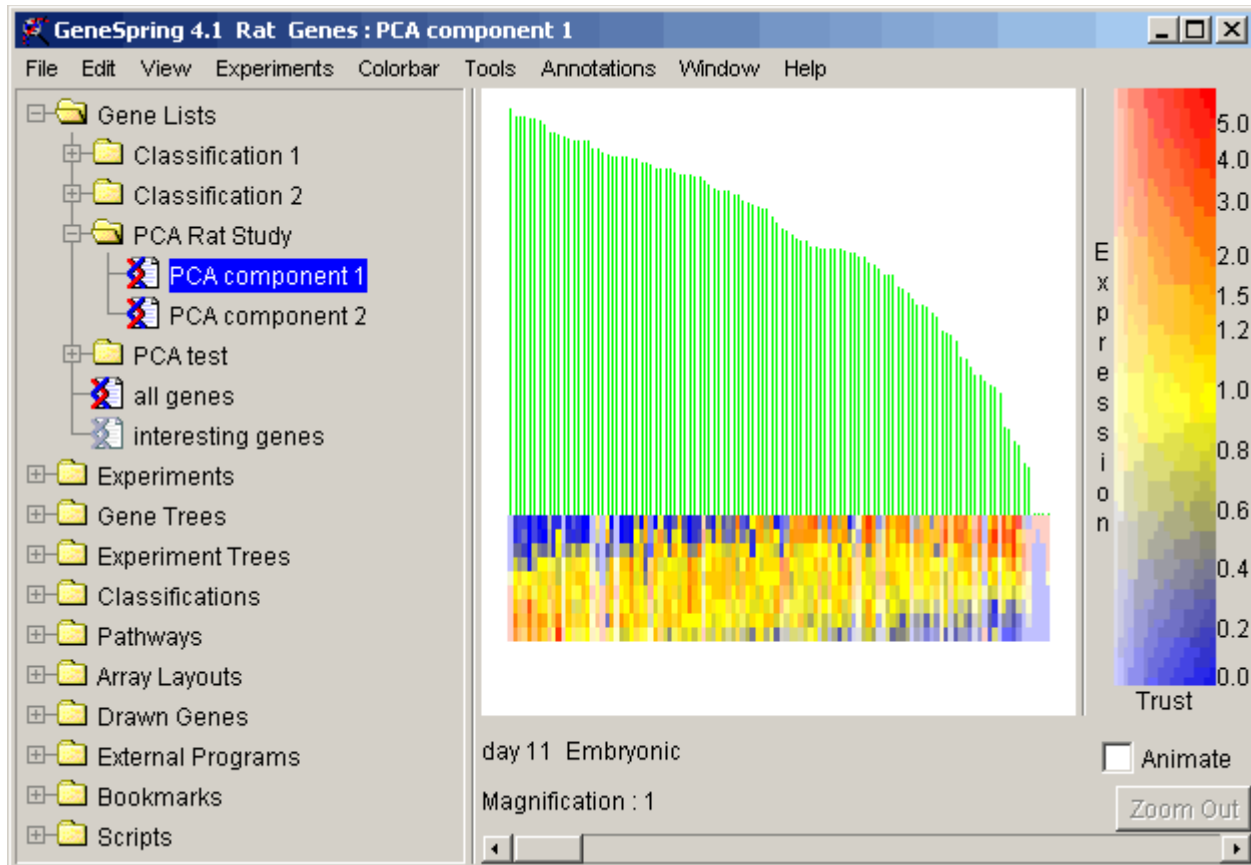 GeneSpring 4.1 Rat Genes : PCA component 1
File Edit View Experiments Colorbar Tools Annotations Window Help
Gene Lists
Classification 1
Classification 2
PCA Rat Study
PCA component 1
PCA component 2
PCA test
all genes
interesting genes
Experiments
Gene Trees
Experiment Trees
Classifications
Pathways
Array Layouts
Drawn Genes
External Programs
Bookmarks
Scripts
Expression
5.0
4.0
3.0
2.0
1.5
1.2
1.0
0.8
0.6
0.4
0.2
0.0
Trust
day 11 Embryonic
Animate
Magnification : 1
Zoom Out